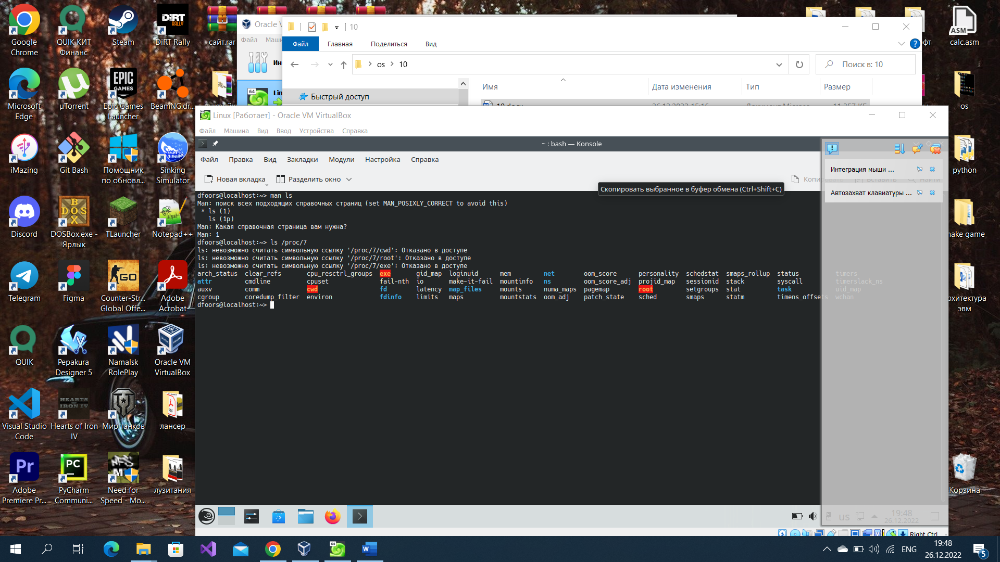 Google
Chrome
QUIK КИТ
Финанс
Steam
DiRT Rally
сайт.rar
calc.asm
Microsoft
Edge
µTorrent
Epic Games
Launcher
BeamNG.dr...
os
iMazing
Git Bash
Помощник
по обновл...
Sinking
Simulator
python
Discord
DOSBox.exe -
Ярлык
TLauncher
Notepad++
make game
Telegram
Figma
Counter-Str...
Global Offe...
Adobe
Acrobat
эвм
QUIK
Pepakura
Designer 5
Namalsk
RolePlay
Oracle VM
VirtualBox
Visual Studio
Code
Hearts of Iron
IV
Мир танков
лансер
Adobe
Premiere Pr...
PyCharm
Communi...
Need for
Speed - Mo...
лузитания
Корзина
Oracle V
Файл Маши
10
Файл Главная Поделиться Вид
os 10
Поиск в: 10
Имя Дата изменения Тип Размер
Быстрый доступ
Linux [Работает] - Oracle VM VirtualBox
Файл Машина Вид Ввод Устройства Справка
~ : bash — Konsole
Файл Правка Вид Закладки Модули Настройка Справка
Новая вкладка Разделить окно
Скопировать выбранное в буфер обмена (Ctrl+Shift+C)
Интеграция мыши ...
Автозахват клавиатуры ...
dfoors@localhost:~> man ls
Man: поиск всех подходящих справочных страниц (set MAN_POSIXLY_CORRECT to avoid this)
* ls (1)
ls (1p)
Man: Какая справочная страница вам нужна?
Man: 1
dfoors@localhost:~> ls /proc/7
ls: невозможно считать символьную ссылку '/proc/7/cwd': Отказано в доступе
ls: невозможно считать символьную ссылку '/proc/7/root': Отказано в доступе
ls: невозможно считать символьную ссылку '/proc/7/exe': Отказано в доступе
arch_status clear_refs cpu_resctrl_groups exe gid_map loginuid mem net oom_score personality schedstat smaps_rollup status timers
attr cmdline cpuset fail-nth io make-it-fail mountinfo ns oom_score_adj projid_map sessionid stack syscall timerslack_ns
auxv comm cwd fd latency map_files mounts numa_maps pagemap root setgroups stat task uid_map
cgroup coredump_filter environ fdinfo limits maps mountstats oom_adj patch_state sched smaps statm timens_offsets wchan
dfoors@localhost:~>
us
19:48
26.12.2022
Right Ctrl
ENG
19:48
26.12.2022
5